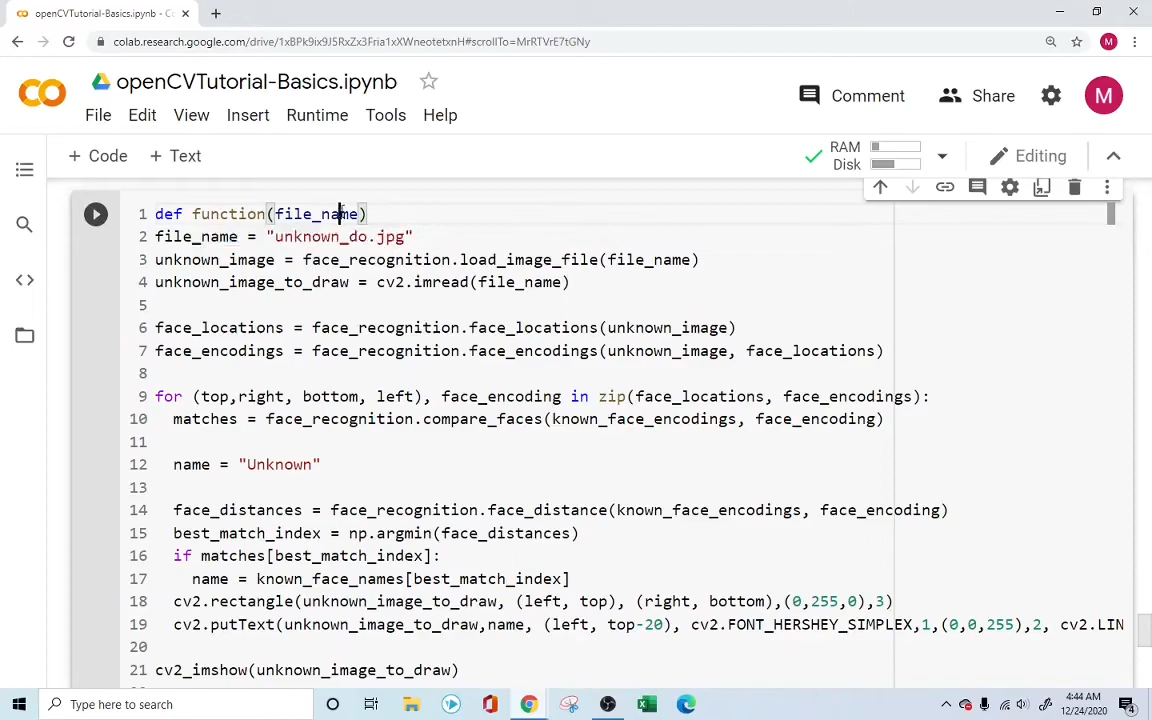 openCVTutorial-Basics.ipynb - C
colab.research.google.com/drive/1xBPk9ix9J5RxZx3Fria1xXWneotetxnH#scrollTo=MrRTVrE7tGNy
M
openCVTutorial-Basics.ipynb
Comment
Share
M
File Edit View Insert Runtime Tools Help
+ Code + Text
RAM
Disk
Editing
1 def function(file_name)
2 file_name = "unknown_do.jpg"
3 unknown_image = face_recognition.load_image_file(file_name)
4 unknown_image_to_draw = cv2.imread(file_name)
5
6 face_locations = face_recognition.face_locations(unknown_image)
7 face_encodings = face_recognition.face_encodings(unknown_image, face_locations)
8
9 for (top,right, bottom, left), face_encoding in zip(face_locations, face_encodings):
10 matches = face_recognition.compare_faces(known_face_encodings, face_encoding)
11
12 name = "Unknown"
13
14 face_distances = face_recognition.face_distance(known_face_encodings, face_encoding)
15 best_match_index = np.argmin(face_distances)
16 if matches[best_match_index]:
17 name = known_face_names[best_match_index]
18 cv2.rectangle(unknown_image_to_draw, (left, top), (right, bottom),(0,255,0),3)
19 cv2.putText(unknown_image_to_draw,name, (left, top-20), cv2.FONT_HERSHEY_SIMPLEX,1,(0,0,255),2, cv2.LIN
20
21 cv2_imshow(unknown_image_to_draw)
Type here to search
4:44 AM
12/24/2020
4